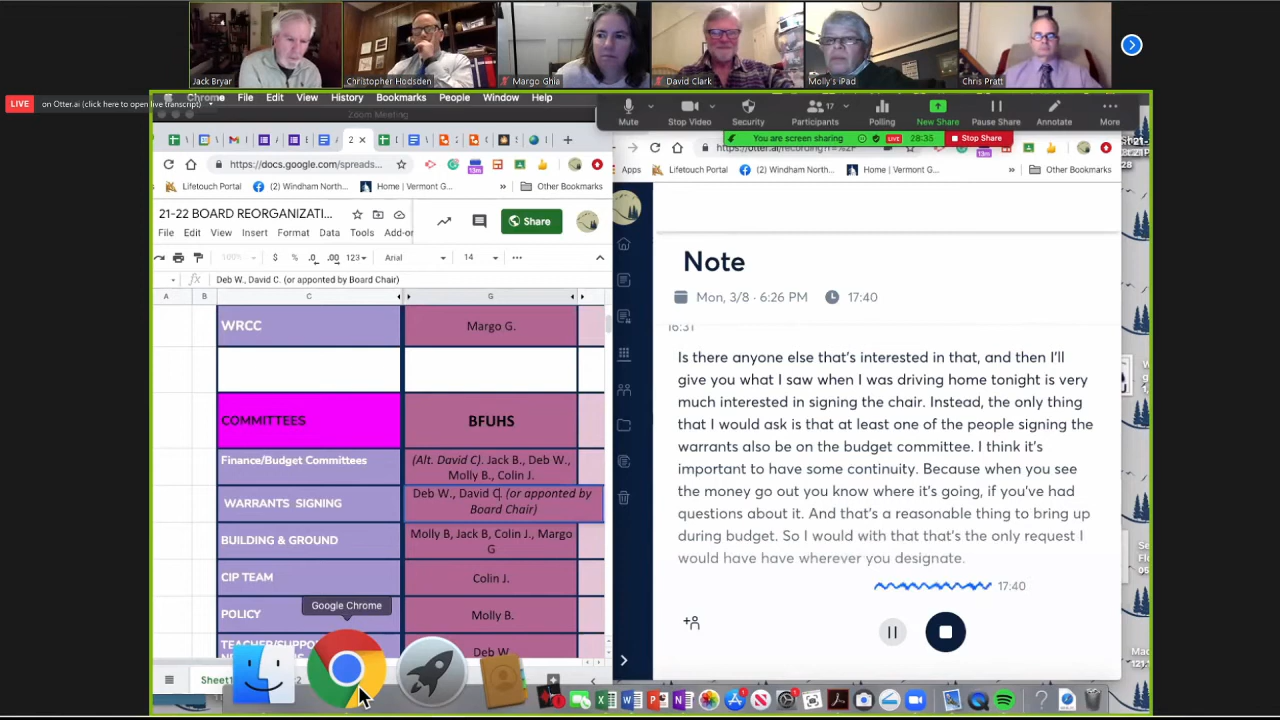 Jack Bryar
Christopher Hodsden
Margo Ghia
David Clark
Molly's iPad
Chris Pratt
LIVE on Otter.ai (click here to open live transcript)
Chrome File Edit View History Bookmarks People Window Help
Zoom Meeting
Mute
Stop Video
Security
17
Participants
Polling
New Share
Pause Share
Annotate
More
You are screen sharing LIVE 28:35 Stop Share
https://docs.google.com/spreads...
13m
Lifetouch Portal (2) Windham North... Home | Vermont G... » Other Bookmarks
21-22 BOARD REORGANIZATI...
Share
File Edit View Insert Format Data Tools Add-or
100% $ % .0 .00 123 Arial 14 ...
fx Deb W., David C. (or apponted by Board Chair)
A B C G
WRCC Margo G.
COMMITTEES BFUHS
Finance/Budget Committees (Alt. David C). Jack B., Deb W., Molly B., Colin J.
WARRANTS SIGNING Deb W., David C. (or apponted by Board Chair)
BUILDING & GROUND Molly B, Jack B, Colin J., Margo G
CIP TEAM Colin J.
POLICY Molly B.
TEACHER/SUPPO Deb W.
Google Chrome
Sheet1
13m
Apps Lifetouch Portal (2) Windham North... Home | Vermont G... » Other Bookmarks
Note
Mon, 3/8 • 6:26 PM 17:40
16:31
Is there anyone else that's interested in that, and then I'll
give you what I saw when I was driving home tonight is very
much interested in signing the chair. Instead, the only thing
that I would ask is that at least one of the people signing the
warrants also be on the budget committee. I think it's
important to have some continuity. Because when you see
the money go out you know where it's going, if you've had
questions about it. And that's a reasonable thing to bring up
during budget. So I would with that that's the only request I
would have have wherever you designate.
17:40